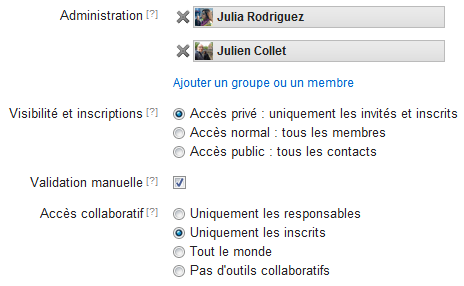 Administration [?] Julia Rodriguez
Julien Collet
Ajouter un groupe ou un membre
Visibilité et inscriptions [?] Accès privé : uniquement les invités et inscrits
Accès normal : tous les membres
Accès public : tous les contacts
Validation manuelle [?]
Accès collaboratif [?] Uniquement les responsables
Uniquement les inscrits
Tout le monde
Pas d'outils collaboratifs